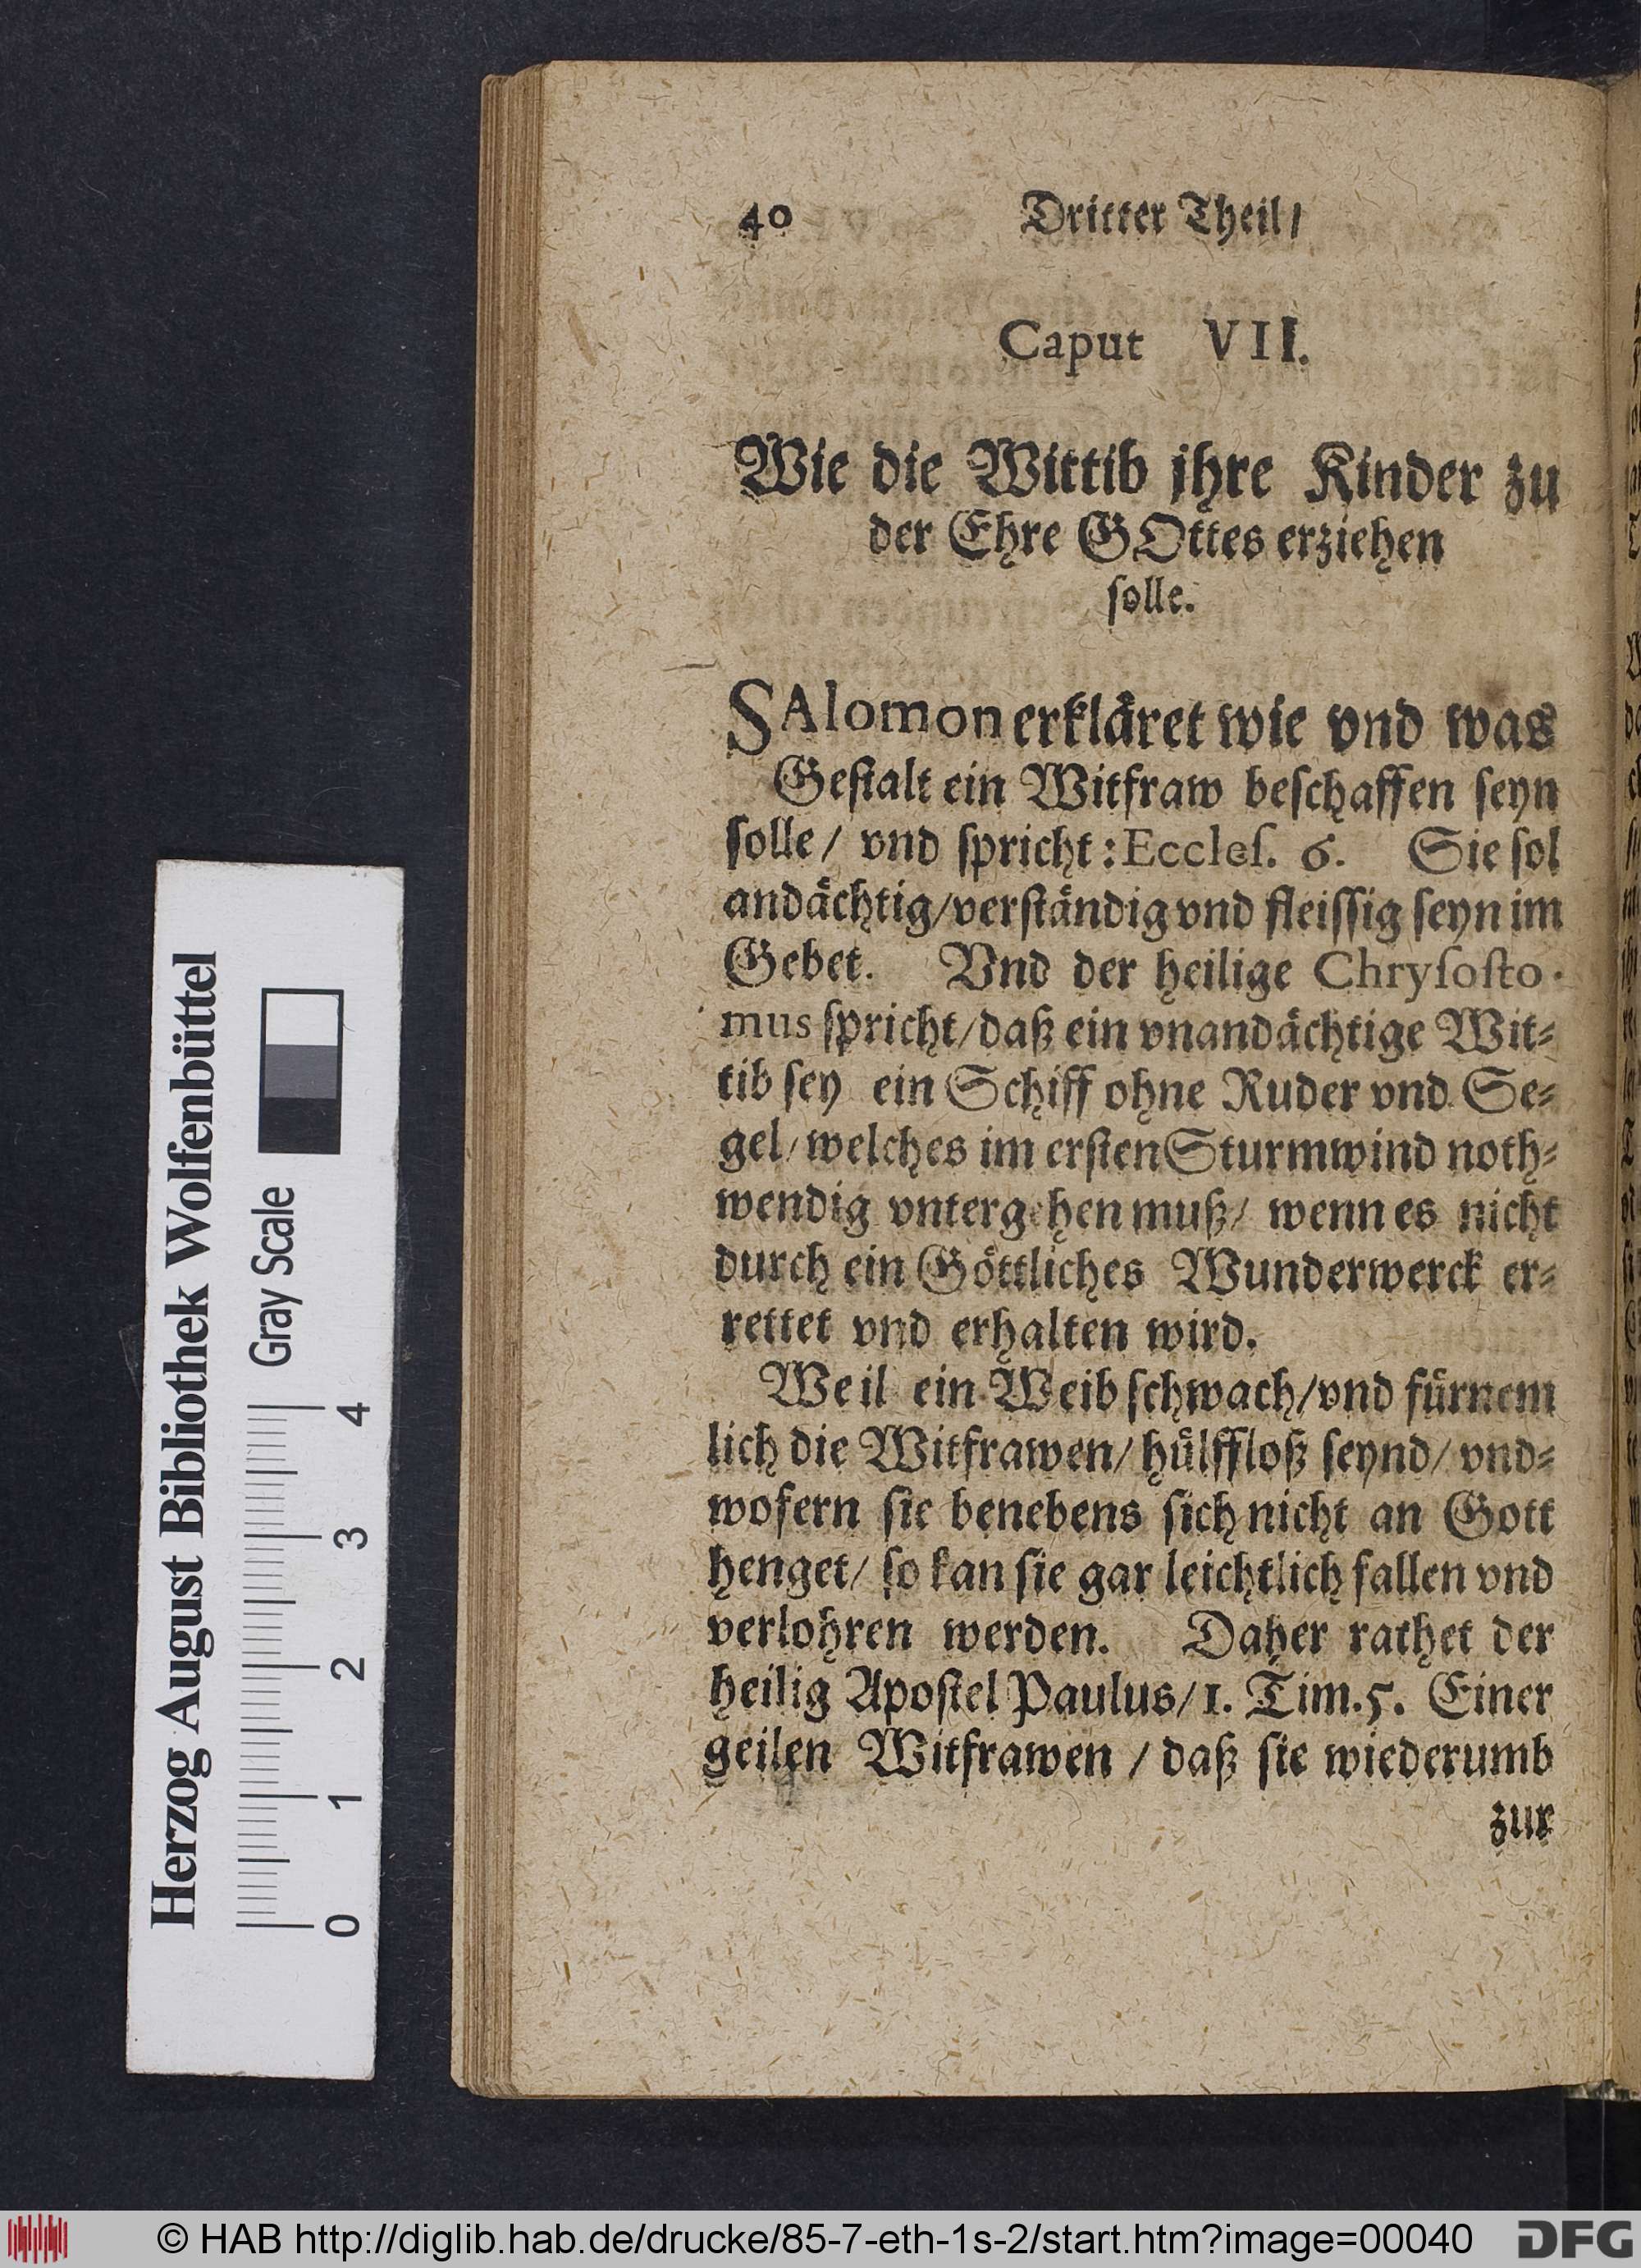 40 Dritter Theil/
Caput VII.
Wie die Wittib jhre Kinder zu
der Ehre GOttes erziehen
ſolle.
SAlomon erklåret wie vnd was
Geſtalt ein Witfraw beſchaffen ſeyn
ſolle/ vnd ſpricht: Eccleſ. 6. Sie ſol
andåchtig/verſtåndig vnd fleiſſig ſeyn im
Gebet. Vnd der heilige Chryſoſto-
mus ſpricht/daß ein vnandåchtige Wit-
tib ſey ein Schiff ohne Ruder vnd Se-
gel/welches im erſten Sturmwind noth-
wendig vntergehen muß/ wenn es nicht
durch ein Göttliches Wunderwerck er-
rettet vnd erhalten wird.
Weil ein Weib ſchwach/vnd fürnem
lich die Witfrawen/ hülffloß ſeynd/ vnd-
wofern ſie benebens ſich nicht an Gott
henget/ ſo kan ſie gar leichtlich fallen vnd
verlohren werden. Daher rathet der
heilig Apoſtel Paulus/1. Tim.5. Einer
geilen Witfrawen / daß ſie wiederumb
zur
Herzog August Bibliothek Wolfenbüttel
Gray Scale
0 1 2 3 4
© HAB http://diglib.hab.de/drucke/85-7-eth-1s-2/start.htm?image=00040
DFG